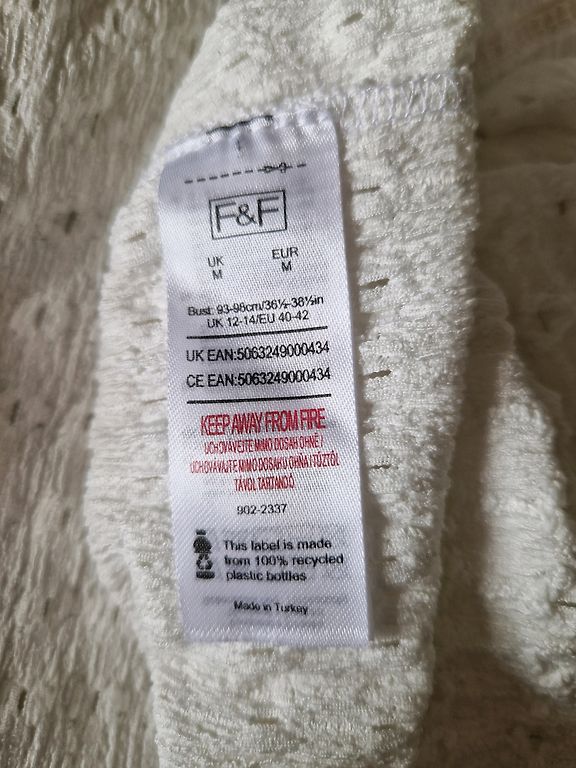 F&F
UK EUR
M M
Bust: 93-98cm/36½-38½in
UK 12-14/EU 40-42
UK EAN:5063249000434
CE EAN:5063249000434
KEEP AWAY FROM FIRE
UCHOVÁVEJTE MIMO DOSAH OHNĚ /
UCHOVÁVAJTE MIMO DOSAHU OHŇA / TŰZTŐL
TÁVOL TARTANDÓ
902-2337
This label is made
from 100% recycled
plastic bottles
Made in Turkey